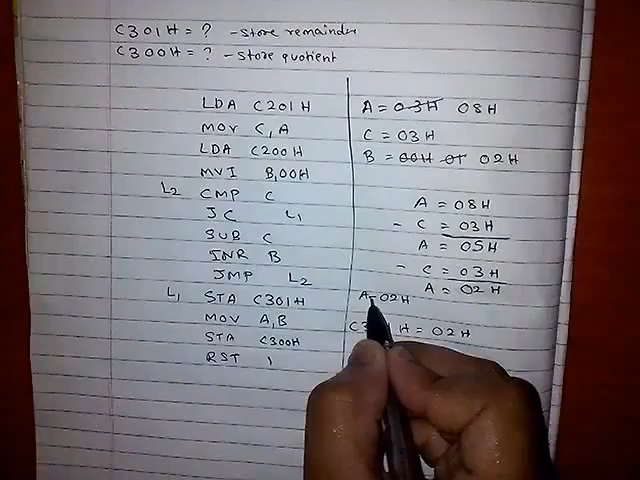 C301H = ? - store remainder
C300H = ? - store quotient
LDA C201H
MOV C, A
LDA C200H
MVI B, 00H
L2 CMP C
JC L1
SUB C
INR B
JMP L2
L1 STA C301H
MOV A, B
STA C300H
RST 1
A = 03H 08H
C = 03H
B = 00H 01 02H
A = 08H
- C = 03H
A = 05H
- C = 03H
A = 02H
A = 02H
H = 02H